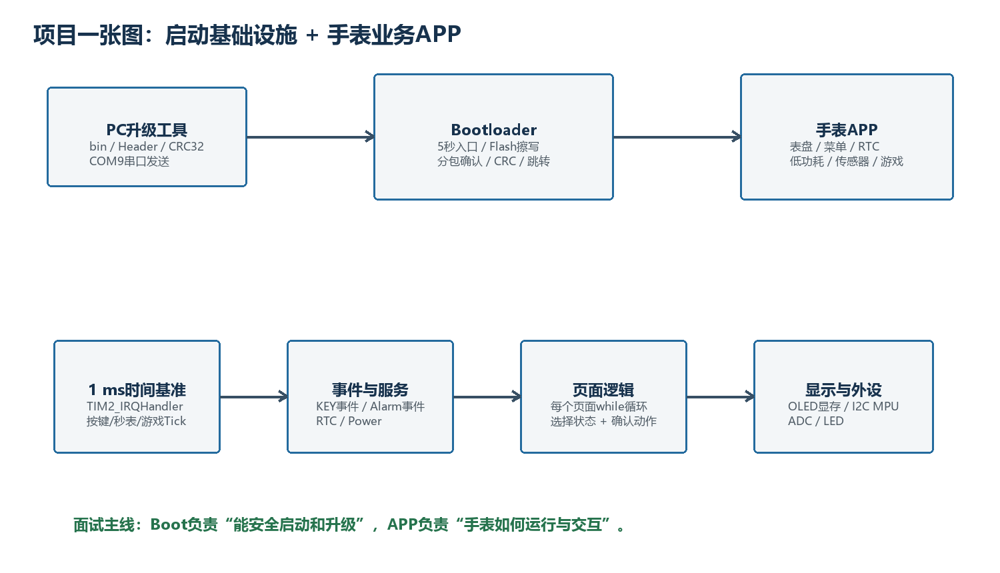 项目一张图：启动基础设施 + 手表业务APP
PC升级工具
bin / Header / CRC32
COM9串口发送
Bootloader
5秒入口 / Flash擦写
分包确认 / CRC / 跳转
手表APP
表盘 / 菜单 / RTC
低功耗 / 传感器 / 游戏
1 ms时间基准
TIM2_IRQHandler
按键/秒表/游戏Tick
事件与服务
KEY事件 / Alarm事件
RTC / Power
页面逻辑
每个页面while循环
选择状态 + 确认动作
显示与外设
OLED显存 / I2C MPU
ADC / LED
面试主线：Boot负责“能安全启动和升级”，APP负责“手表如何运行与交互”。